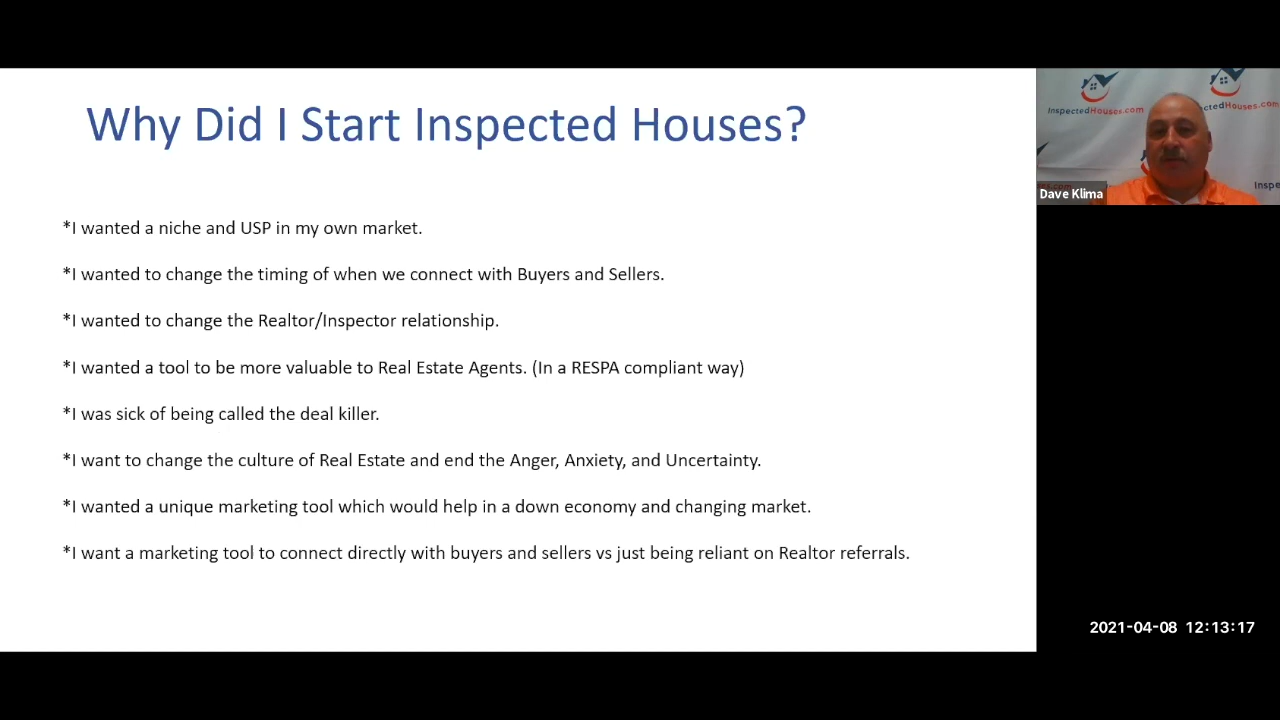 Why Did I Start Inspected Houses?
*I wanted a niche and USP in my own market.
*I wanted to change the timing of when we connect with Buyers and Sellers.
*I wanted to change the Realtor/Inspector relationship.
*I wanted a tool to be more valuable to Real Estate Agents. (In a RESPA compliant way)
*I was sick of being called the deal killer.
*I want to change the culture of Real Estate and end the Anger, Anxiety, and Uncertainty.
*I wanted a unique marketing tool which would help in a down economy and changing market.
*I want a marketing tool to connect directly with buyers and sellers vs just being reliant on Realtor referrals.
InspectedHouses.com
ctedHouses.com
Inspe
Dave Klima
2021-04-08 12:13:17